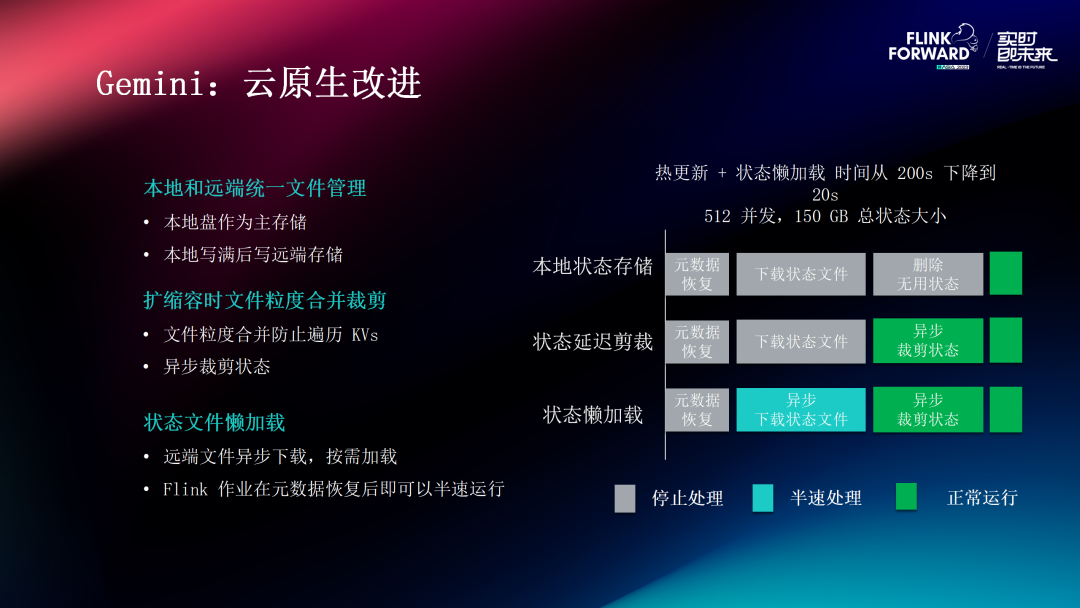 FLINK
FORWARD
实时
即未来
REAL -TIME IS THE FUTURE
Gemini：云原生改进
本地和远端统一文件管理
• 本地盘作为主存储
• 本地写满后写远端存储
扩缩容时文件粒度合并裁剪
• 文件粒度合并防止遍历 KVs
• 异步裁剪状态
状态文件懒加载
• 远端文件异步下载，按需加载
• Flink 作业在元数据恢复后即可以半速运行
热更新 + 状态懒加载 时间从 200s 下降到
20s
512 并发，150 GB 总状态大小
本地状态存储
元数据
恢复
下载状态文件
删除
无用状态
状态延迟剪裁
元数据
恢复
下载状态文件
异步
裁剪状态
状态懒加载
元数据
恢复
异步
下载状态文件
异步
裁剪状态
停止处理
半速处理
正常运行